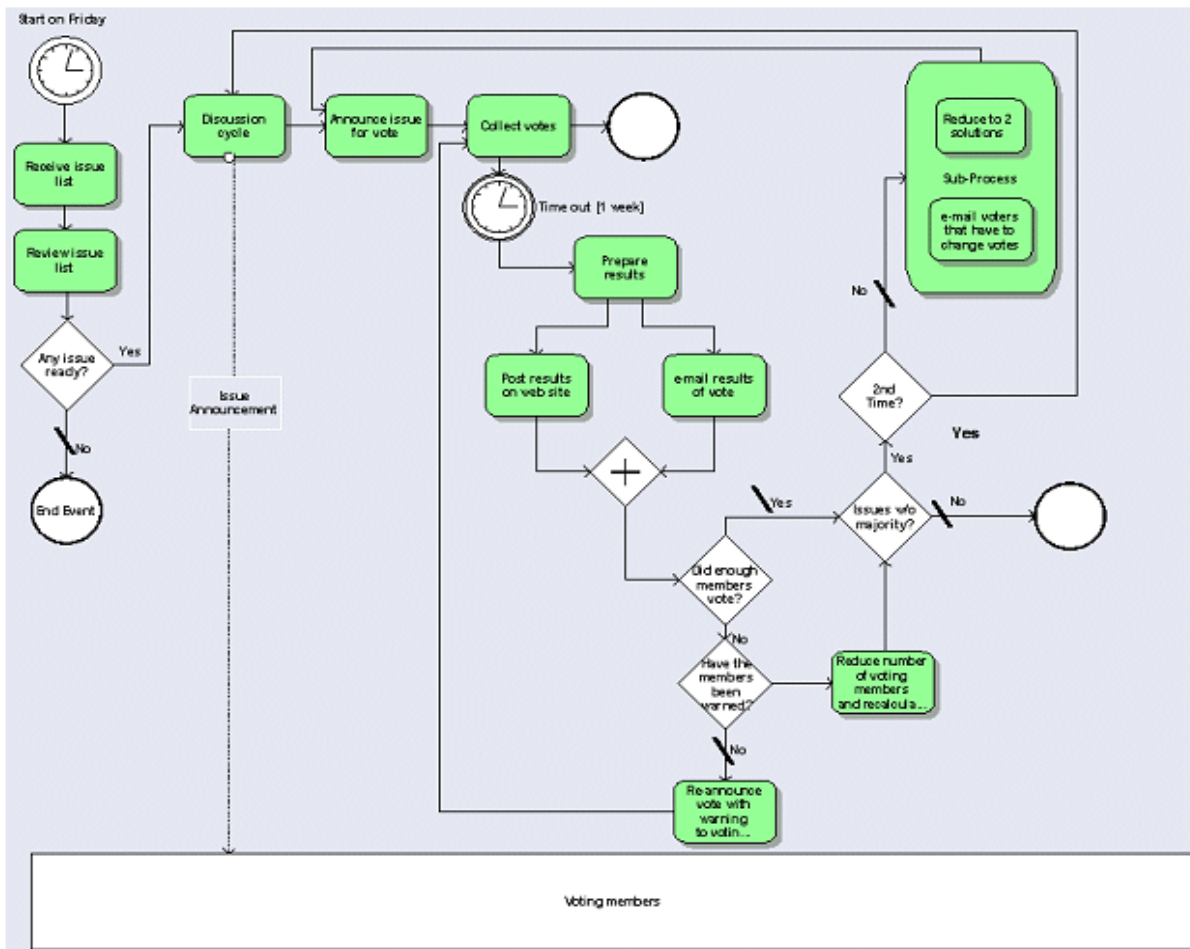 Start on Friday
Receive issue
list
Review issue
list
Any issue
ready?
Yes
No
End Event
Discussion
cycle
Issue
Announcement
Announce issue
for vote
Collect votes
Time out [1 week]
Prepare
results
Post results
on web site
e-mail results
of vote
Did enough
members
vote?
Yes
No
Have the
members
been
warned?
No
Re-announce
vote with
warning
to votin...
Reduce number
of voting
members
and recalcula...
Issues w/o
majority?
No
Yes
2nd
Time?
Yes
No
Reduce to 2
solutions
Sub-Process
e-mail voters
that have to
change votes
Voting members